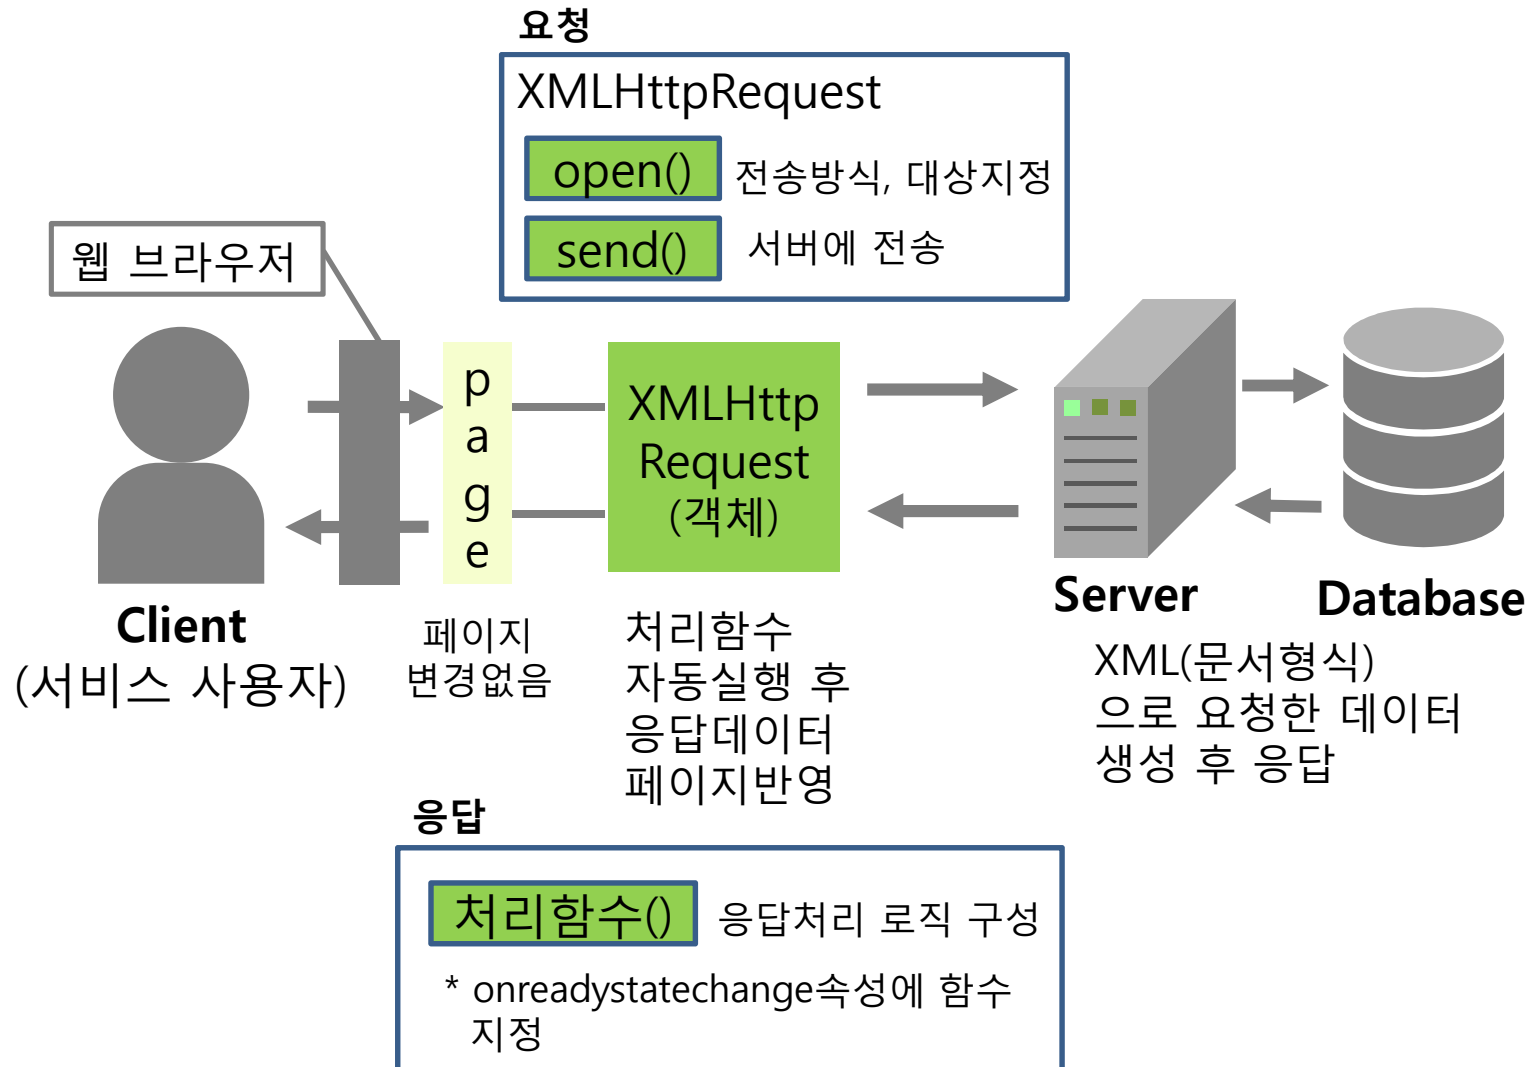 요청
XMLHttpRequest
open() 전송방식, 대상지정
send() 서버에 전송
웹 브라우저
p
a
g
e
XMLHttp
Request
(객체)
Client
(서비스 사용자)
페이지
변경없음
처리함수
자동실행 후
응답데이터
페이지반영
Server
Database
XML(문서형식)
으로 요청한 데이터
생성 후 응답
응답
처리함수() 응답처리 로직 구성
* onreadystatechange속성에 함수
지정